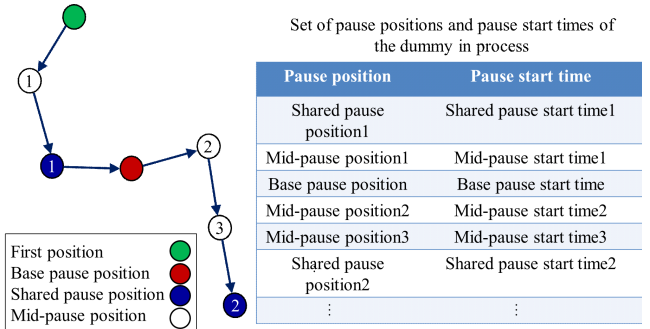 Set of pause positions and pause start times of
the dummy in process
Pause position Pause start time
Shared pause Shared pause start time1
position1
Mid-pause position1 Mid-pause start time1
Base pause position Base pause start time
Mid-pause position2 Mid-pause start time2
Mid-pause position3 Mid-pause start time3
Shared pause Shared pause start time2
position2
⋮ ⋮
1
1
2
3
2
First position
Base pause position
Shared pause position
Mid-pause position